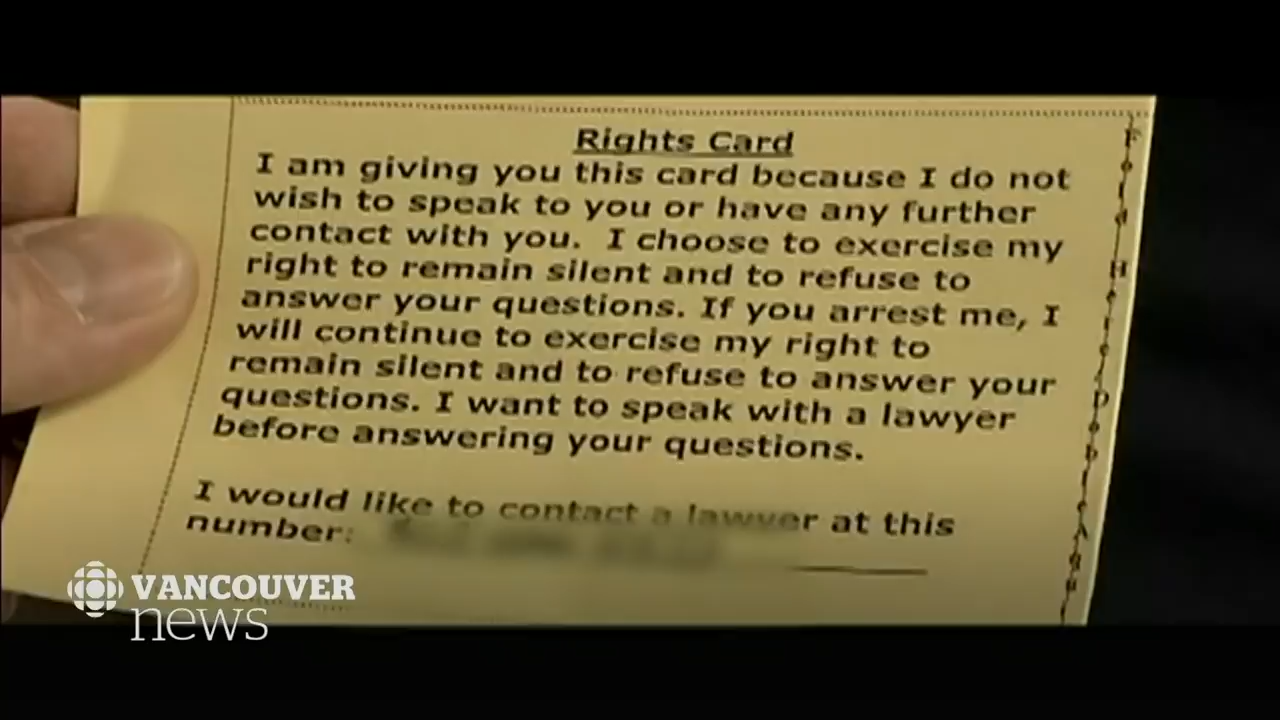 Rights Card
I am giving you this card because I do not
wish to speak to you or have any further
contact with you. I choose to exercise my
right to remain silent and to refuse to
answer your questions. If you arrest me, I
will continue to exercise my right to
remain silent and to refuse to answer your
questions. I want to speak with a lawyer
before answering your questions.
I would like to contact a lawyer at this
number:
VANCOUVER
news